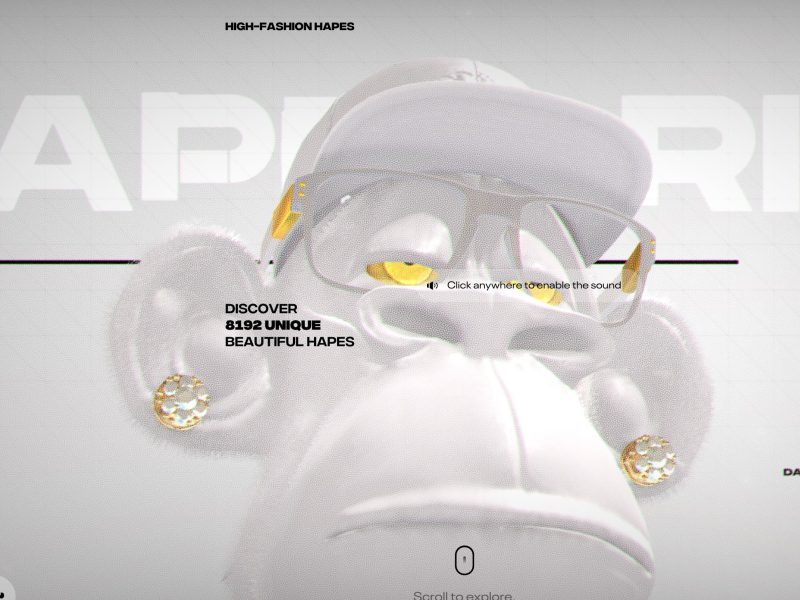 HIGH-FASHION HAPES
Click anywhere to enable the sound
DISCOVER
8192 UNIQUE
BEAUTIFUL HAPES
Scroll to explore.